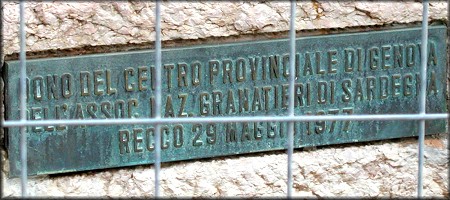 DONO DEL CENTRO PROVINCIALE DI GENOVA
DELL'ASSOC. NAZ. GRANATIERI DI SARDEGNA
RECCO 29 MAGGIO 1977